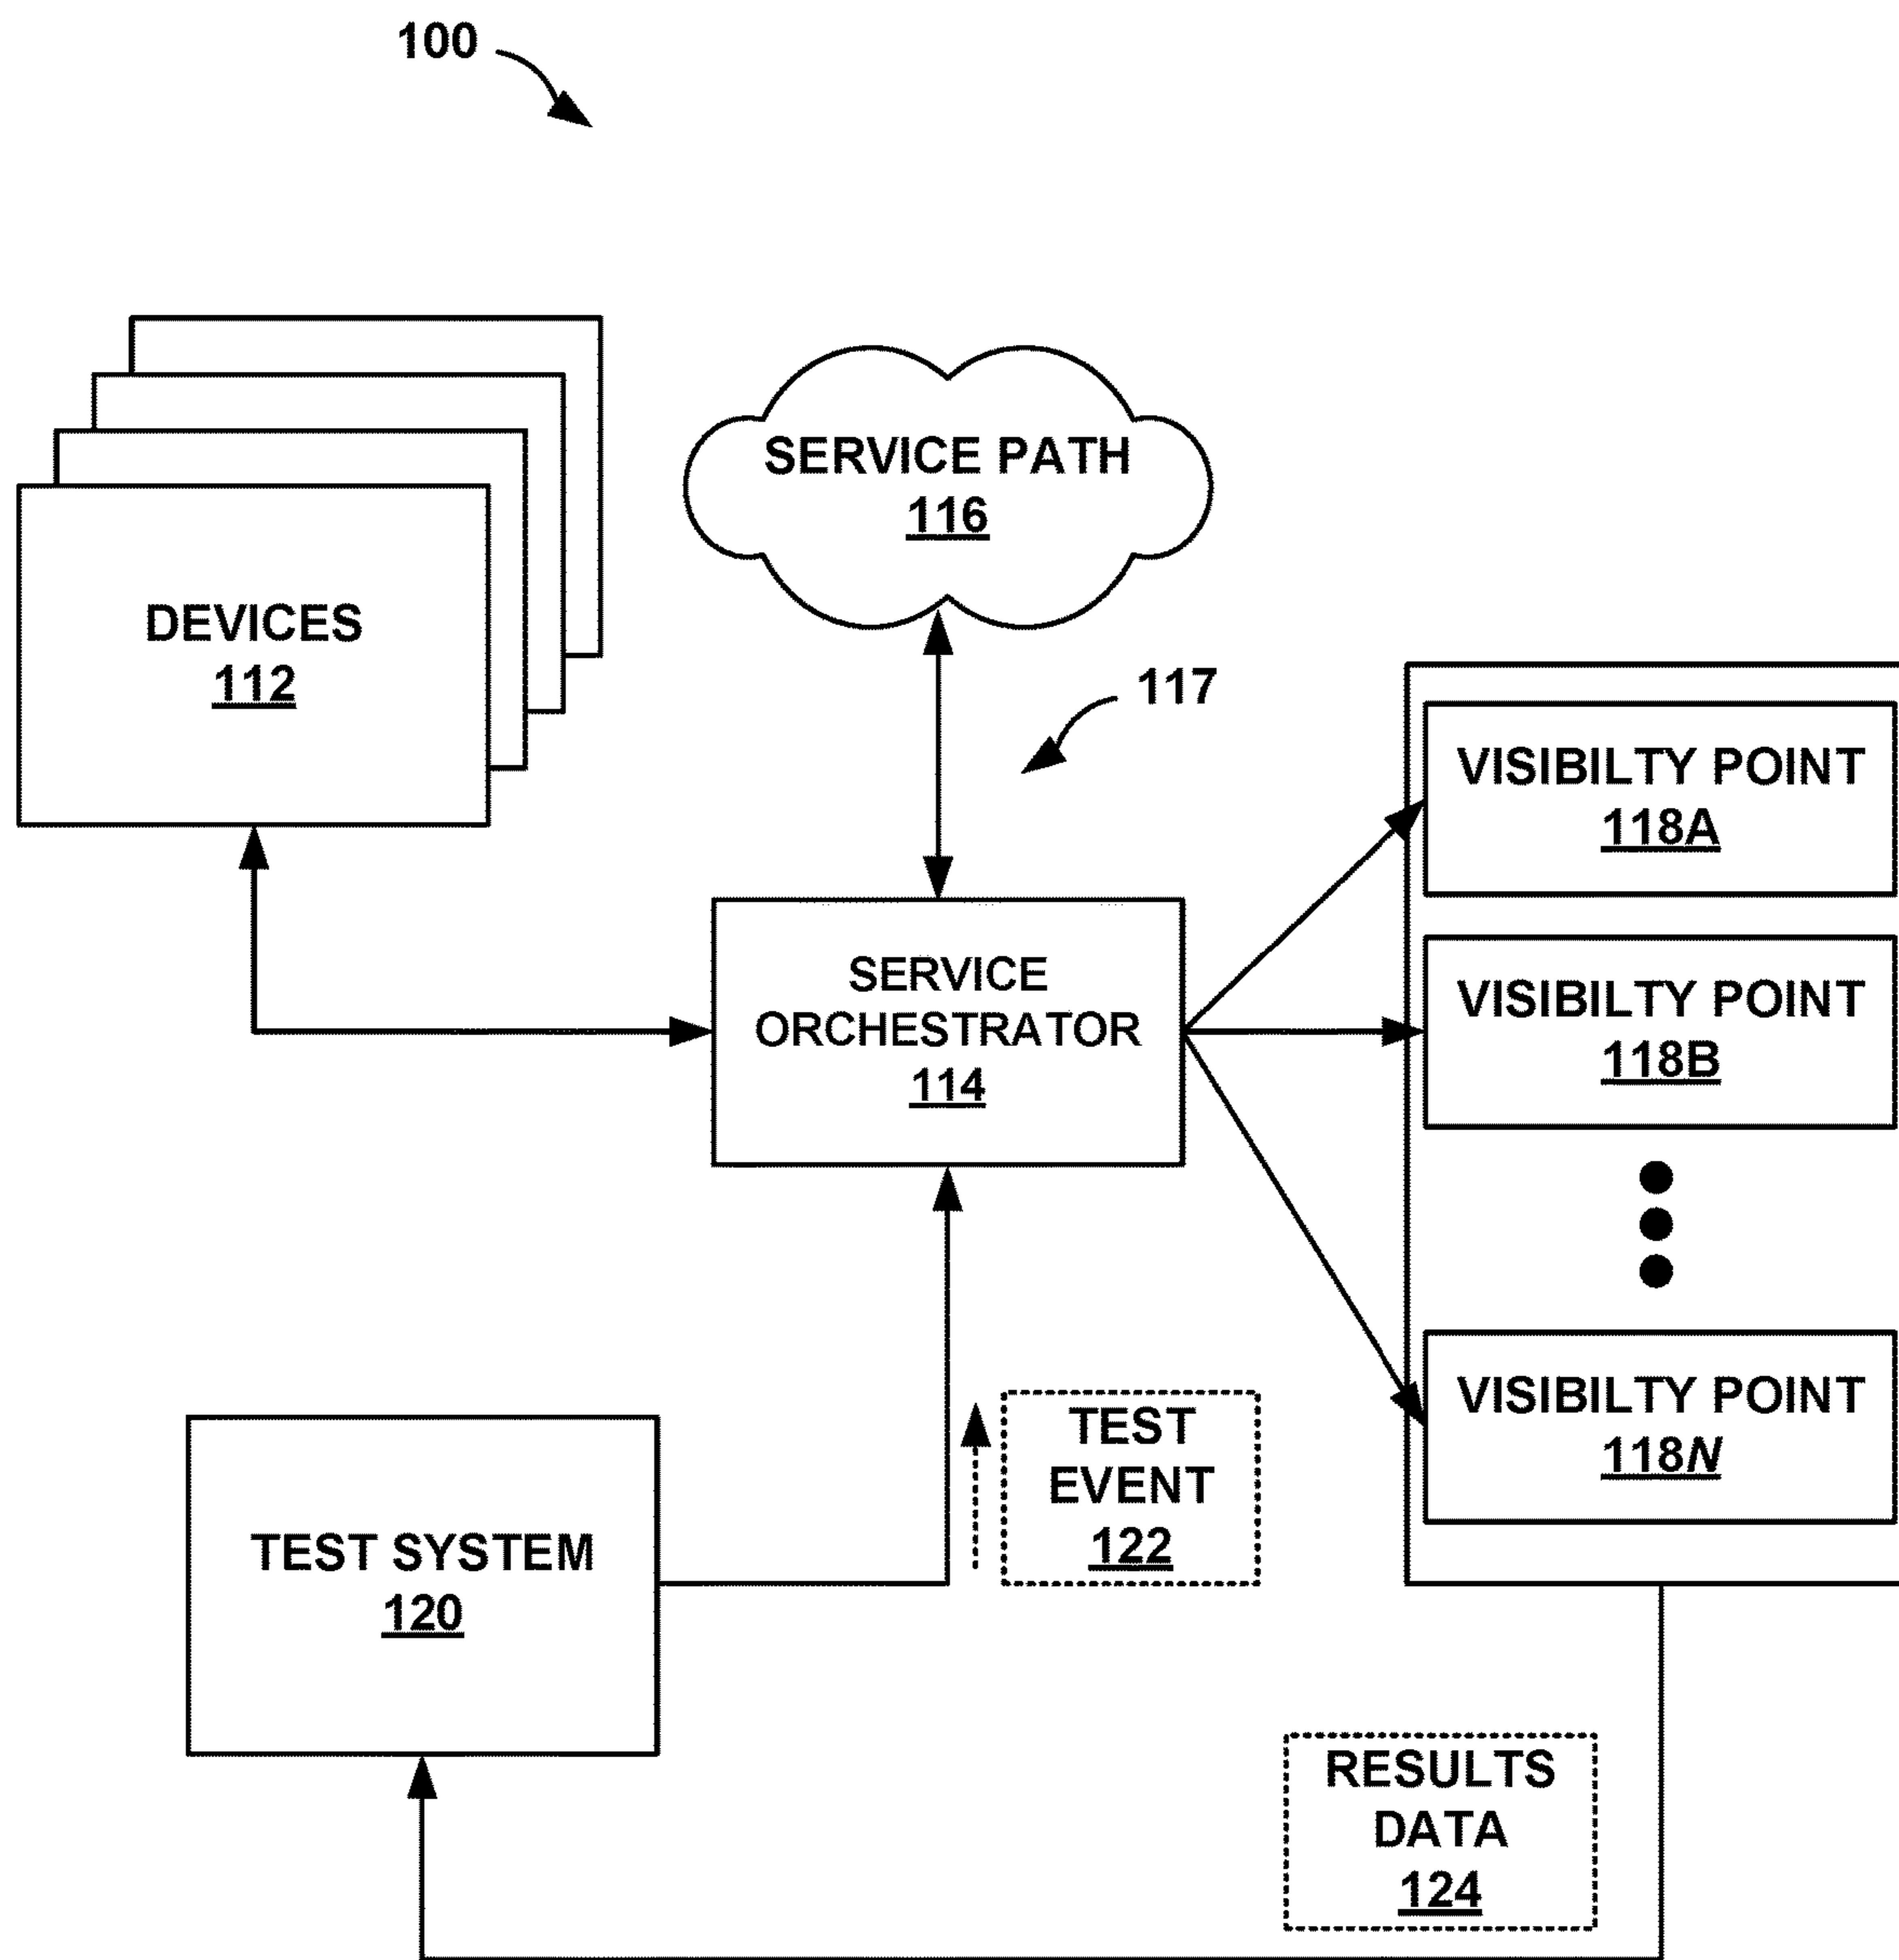 100
SERVICE PATH
116
DEVICES
112
117
VISIBILTY POINT
118A
SERVICE
ORCHESTRATOR
114
VISIBILTY POINT
118B
VISIBILTY POINT
118N
TEST
EVENT
122
TEST SYSTEM
120
RESULTS
DATA
124